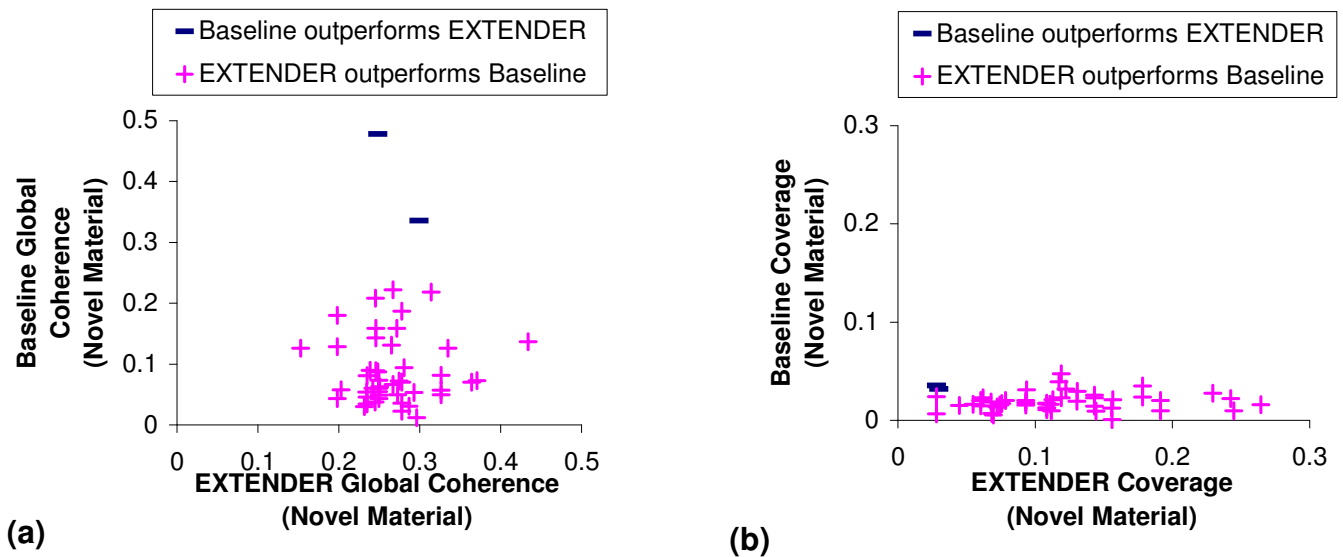 Baseline outperforms EXTENDER
EXTENDER outperforms Baseline
0.5
0.4
0.3
0.2
0.1
0
Baseline Global
Coherence
(Novel Material)
0 0.1 0.2 0.3 0.4 0.5
EXTENDER Global Coherence
(Novel Material)
(a)
Baseline outperforms EXTENDER
EXTENDER outperforms Baseline
0.3
0.2
0.1
0
Baseline Coverage
(Novel Material)
0 0.1 0.2 0.3
EXTENDER Coverage
(Novel Material)
(b)